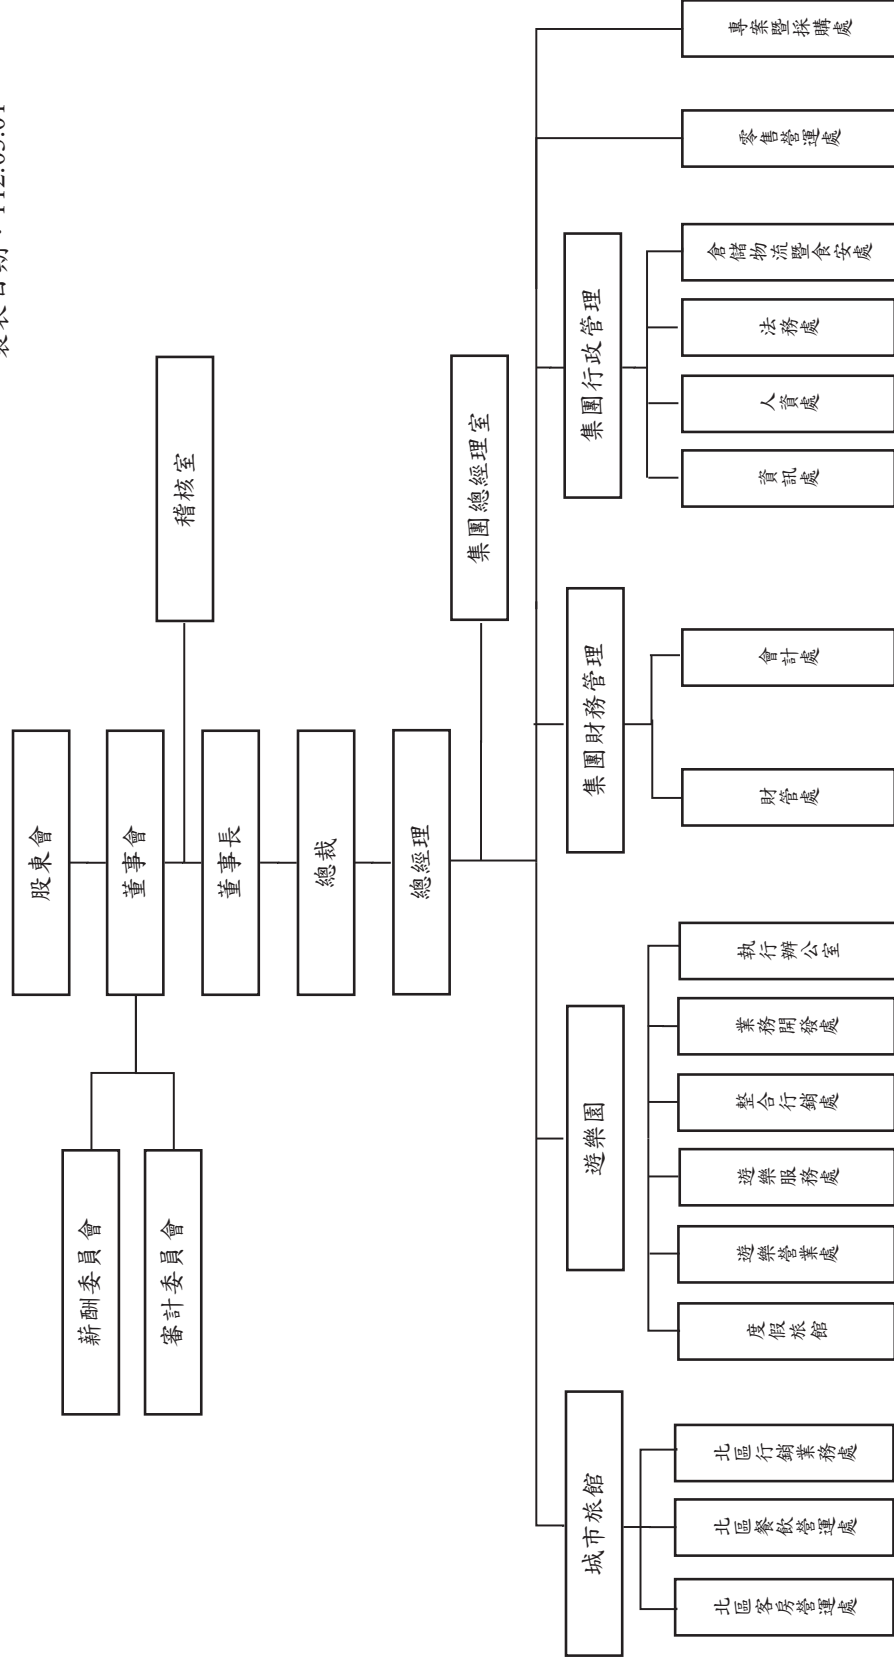 股東會
董事會
稽核室
薪酬委員會
審計委員會
董事長
總裁
總經理
集團總經理室
城市旅館
遊樂園
集團財務管理
集團行政管理
北區客房營運處
北區餐飲營運處
北區行銷業務處
度假旅館
遊樂營業處
遊樂服務處
整合行銷處
業務開發處
執行辦公室
財管處
會計處
資訊處
人資處
法務處
倉儲物流暨食安處
零售營運處
專案暨採購處